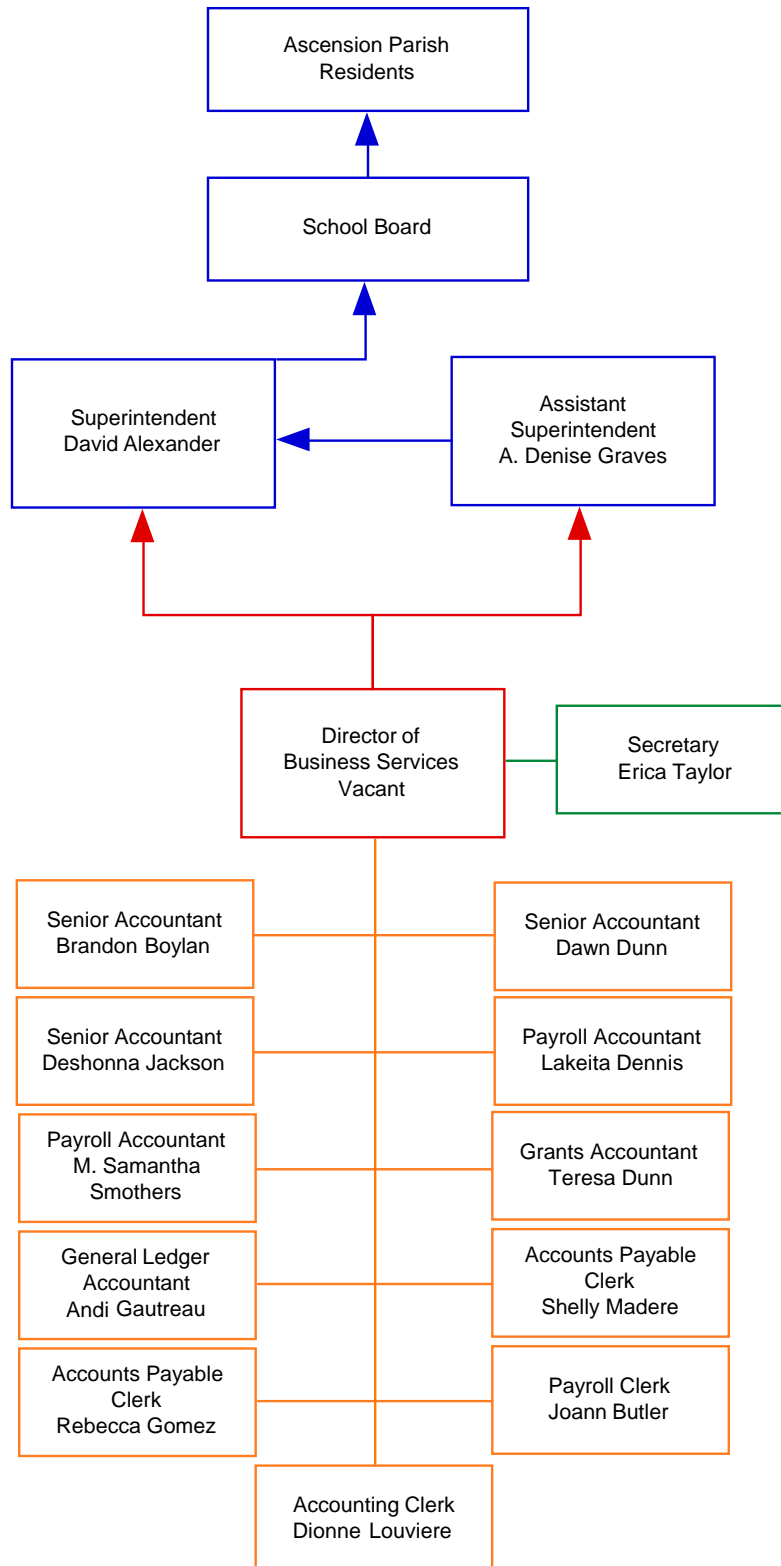 Ascension Parish
Residents
School Board
Superintendent
David Alexander
Assistant
Superintendent
A. Denise Graves
Director of
Business Services
Vacant
Secretary
Erica Taylor
Senior Accountant
Brandon Boylan
Senior Accountant
Dawn Dunn
Senior Accountant
Deshonna Jackson
Payroll Accountant
Lakeita Dennis
Payroll Accountant
M. Samantha
Smothers
Grants Accountant
Teresa Dunn
General Ledger
Accountant
Andi Gautreau
Accounts Payable
Clerk
Shelly Madere
Accounts Payable
Clerk
Rebecca Gomez
Payroll Clerk
Joann Butler
Accounting Clerk
Dionne Louviere